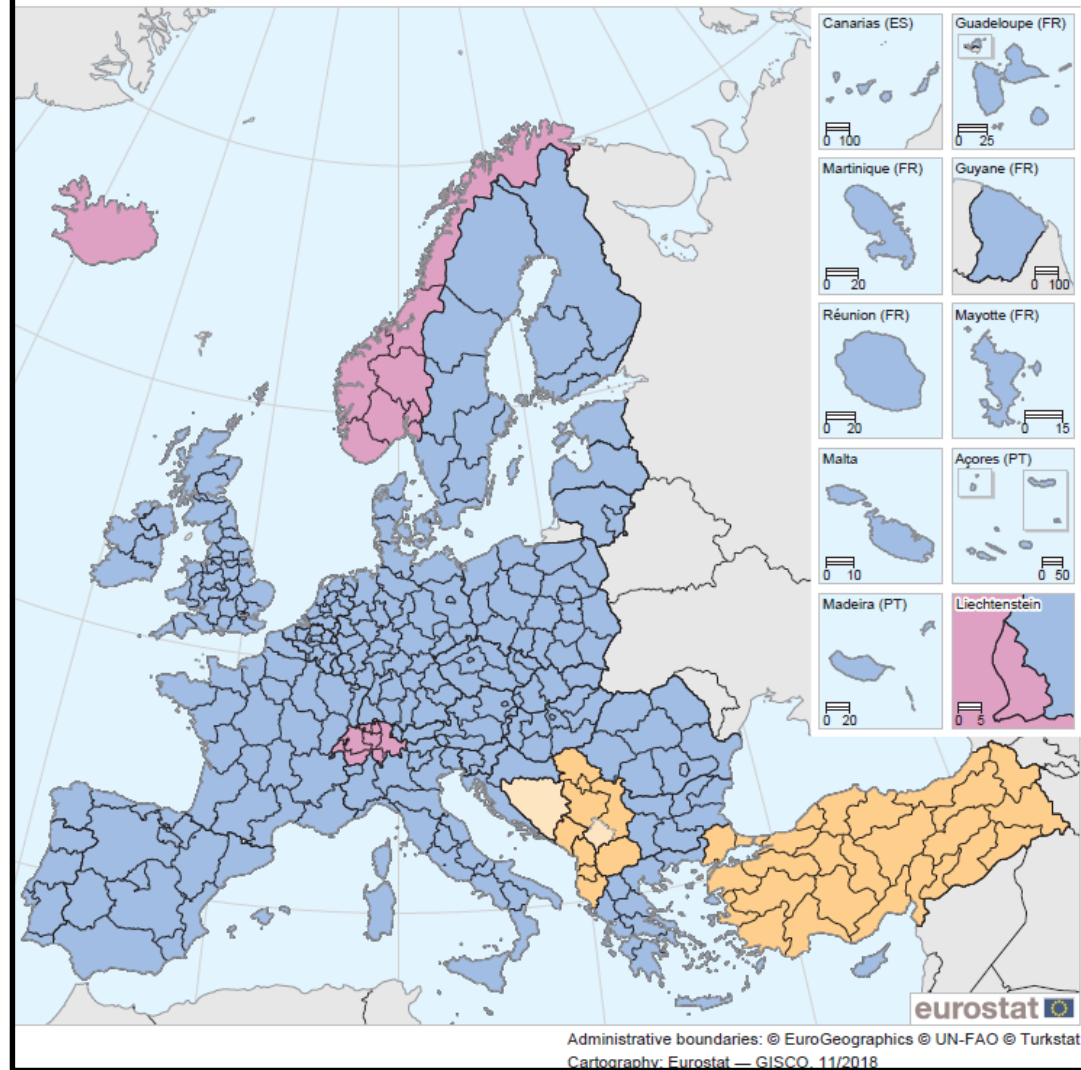 Canarias (ES)
0 100
Guadeloupe (FR)
0 25
Martinique (FR)
0 20
Guyane (FR)
0 100
Réunion (FR)
0 20
Mayotte (FR)
0 15
Malta
0 10
Açores (PT)
0 50
Madeira (PT)
0 20
Liechtenstein
0 5
eurostat
Administrative boundaries: © EuroGeographics © UN-FAO © Turkstat
Cartography: Eurostat — GISCO, 11/2018